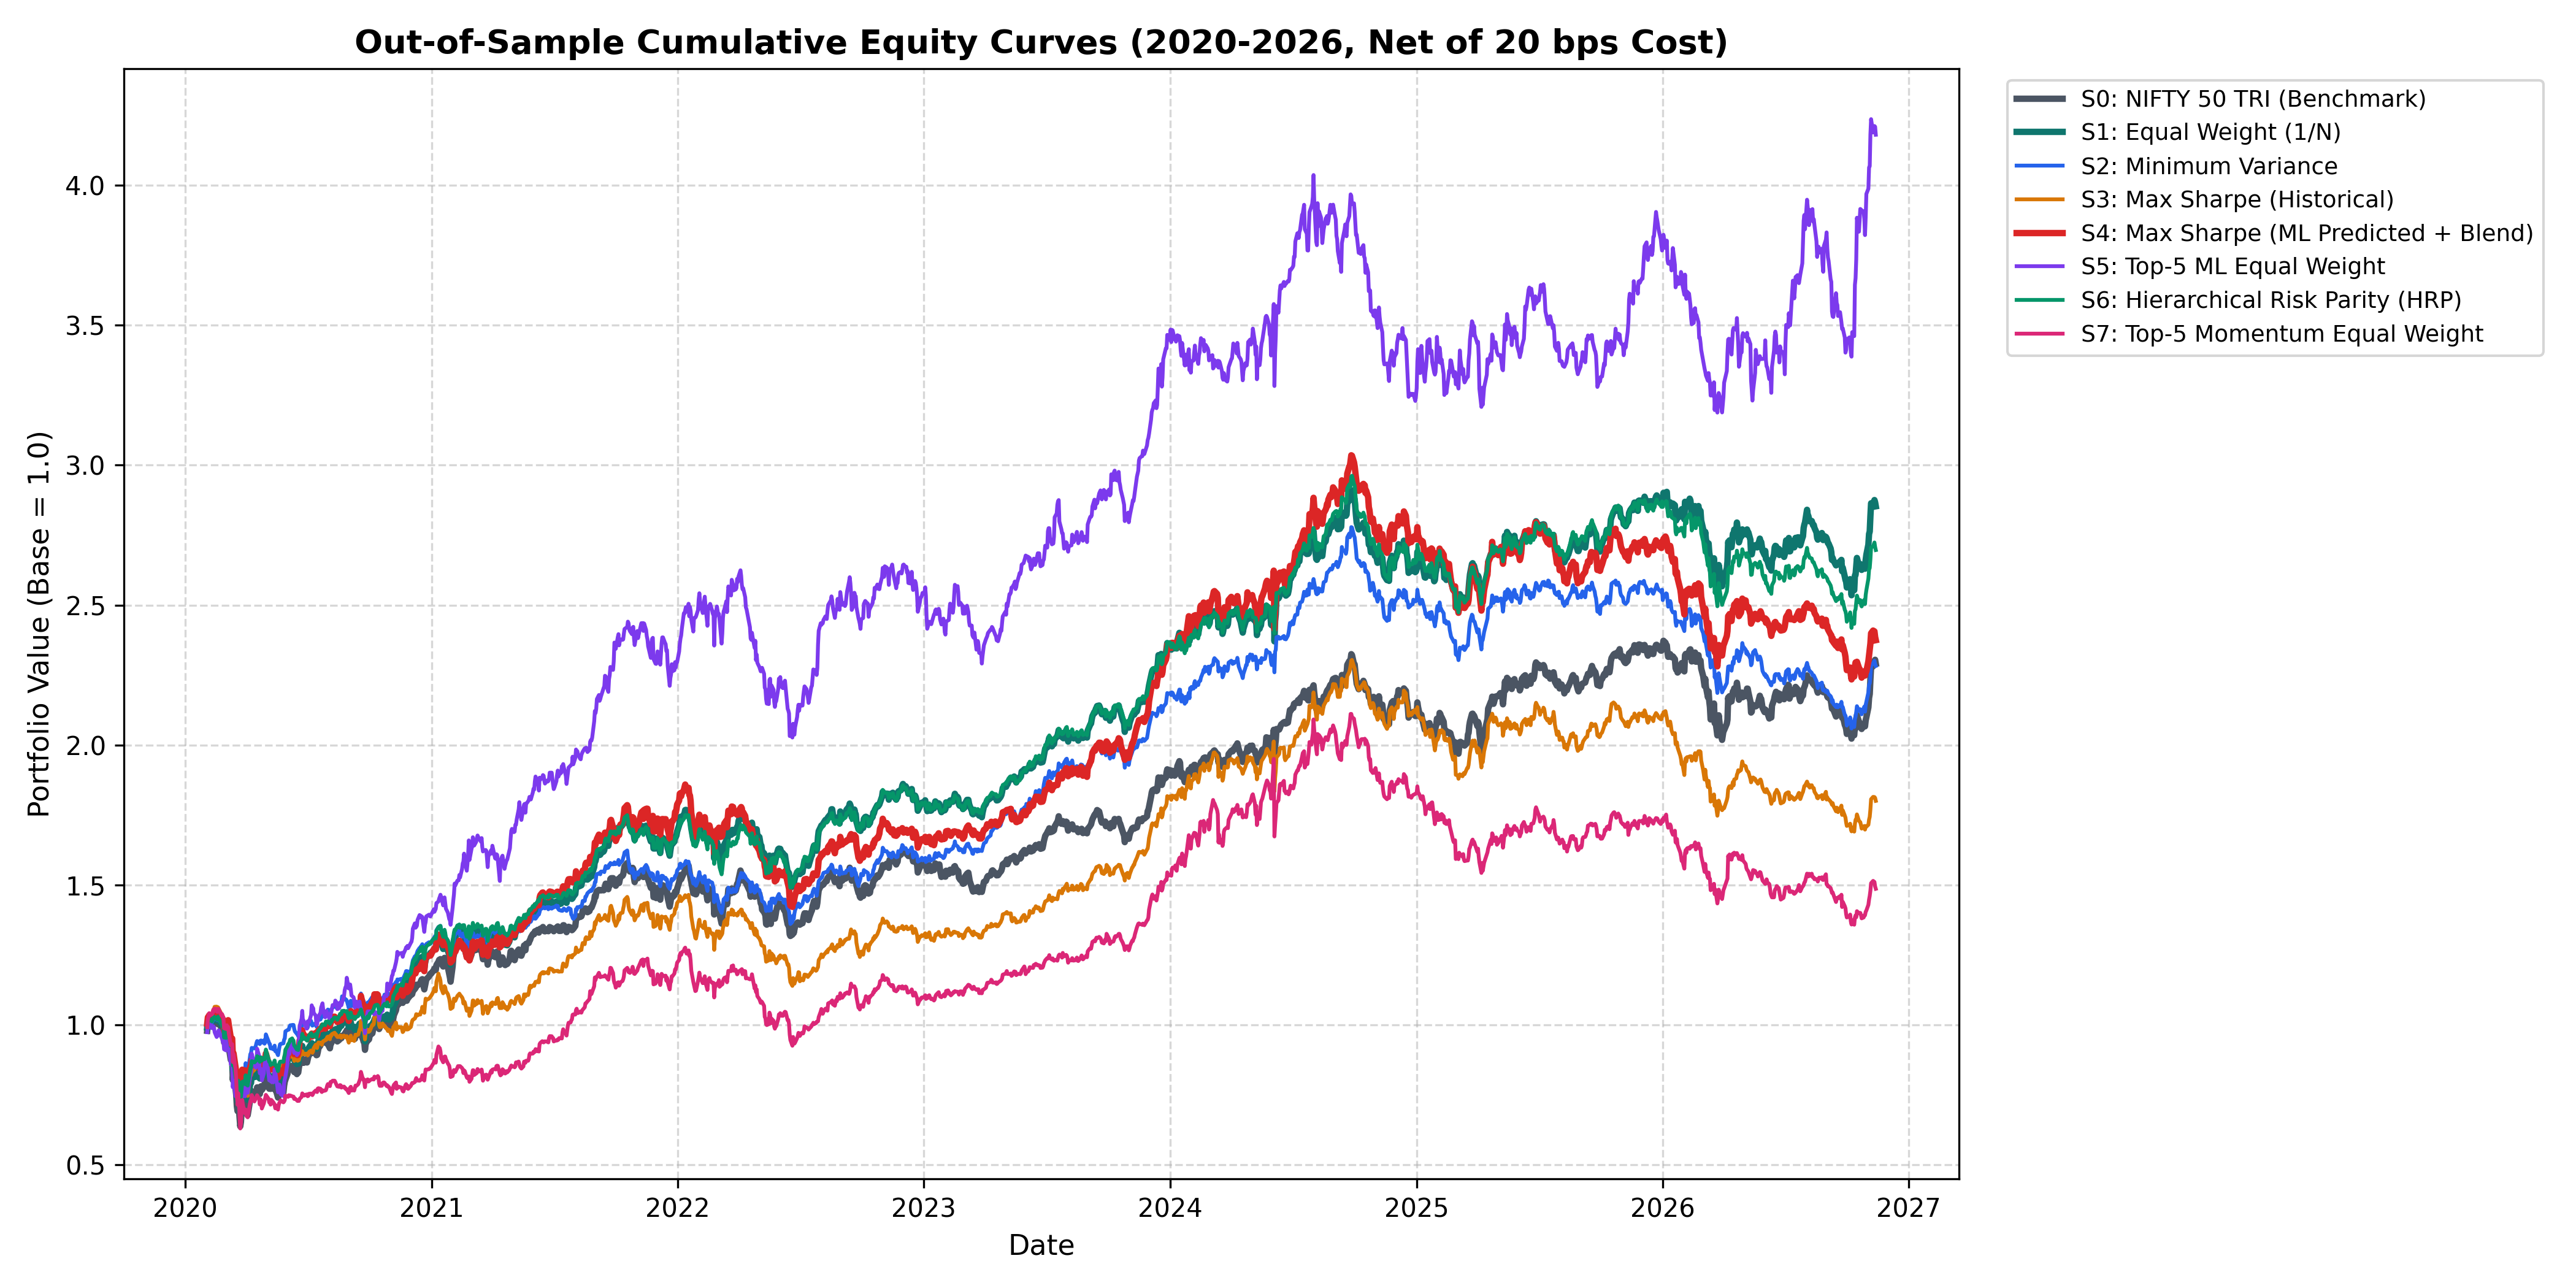 Out-of-Sample Cumulative Equity Curves (2020-2026, Net of 20 bps Cost)
Portfolio Value (Base = 1.0)
4.0
3.5
3.0
2.5
2.0
1.5
1.0
0.5
2020 2021 2022 2023 2024 2025 2026 2027
Date
S0: NIFTY 50 TRI (Benchmark)
S1: Equal Weight (1/N)
S2: Minimum Variance
S3: Max Sharpe (Historical)
S4: Max Sharpe (ML Predicted + Blend)
S5: Top-5 ML Equal Weight
S6: Hierarchical Risk Parity (HRP)
S7: Top-5 Momentum Equal Weight